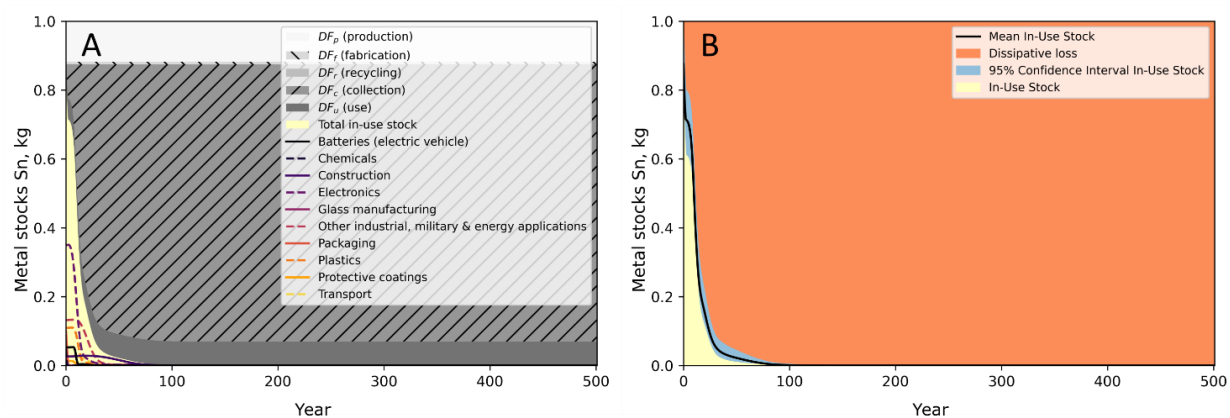 A
Metal stocks Sn, kg
1.0
0.8
0.6
0.4
0.2
0.0
DF_p (production)
DF_f (fabrication)
DF_r (recycling)
DF_c (collection)
DF_u (use)
Total in-use stock
Batteries (electric vehicle)
Chemicals
Construction
Electronics
Glass manufacturing
Other industrial, military & energy applications
Packaging
Plastics
Protective coatings
Transport
0 100 200 300 400 500
Year
B
Metal stocks Sn, kg
1.0
0.8
0.6
0.4
0.2
0.0
Mean In-Use Stock
Dissipative loss
95% Confidence Interval In-Use Stock
In-Use Stock
0 100 200 300 400 500
Year